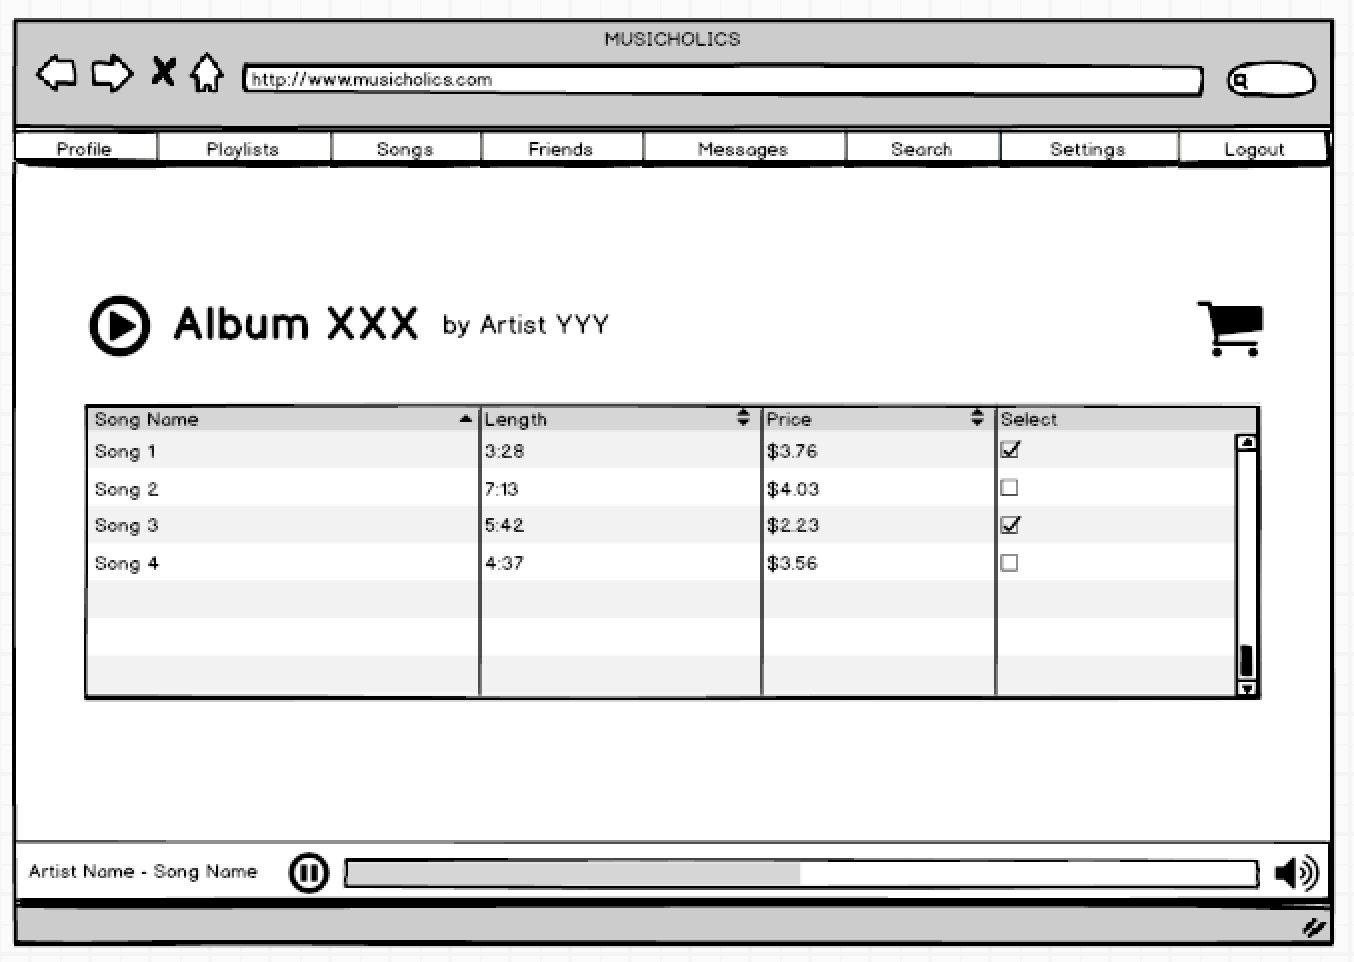 MUSICHOLICS
http://www.musicholics.com
Profile Playlists Songs Friends Messages Search Settings Logout
Album XXX by Artist YYY
Song Name Length Price Select
Song 1 3:28 $3.76
Song 2 7:13 $4.03
Song 3 5:42 $2.23
Song 4 4:37 $3.56
Artist Name - Song Name